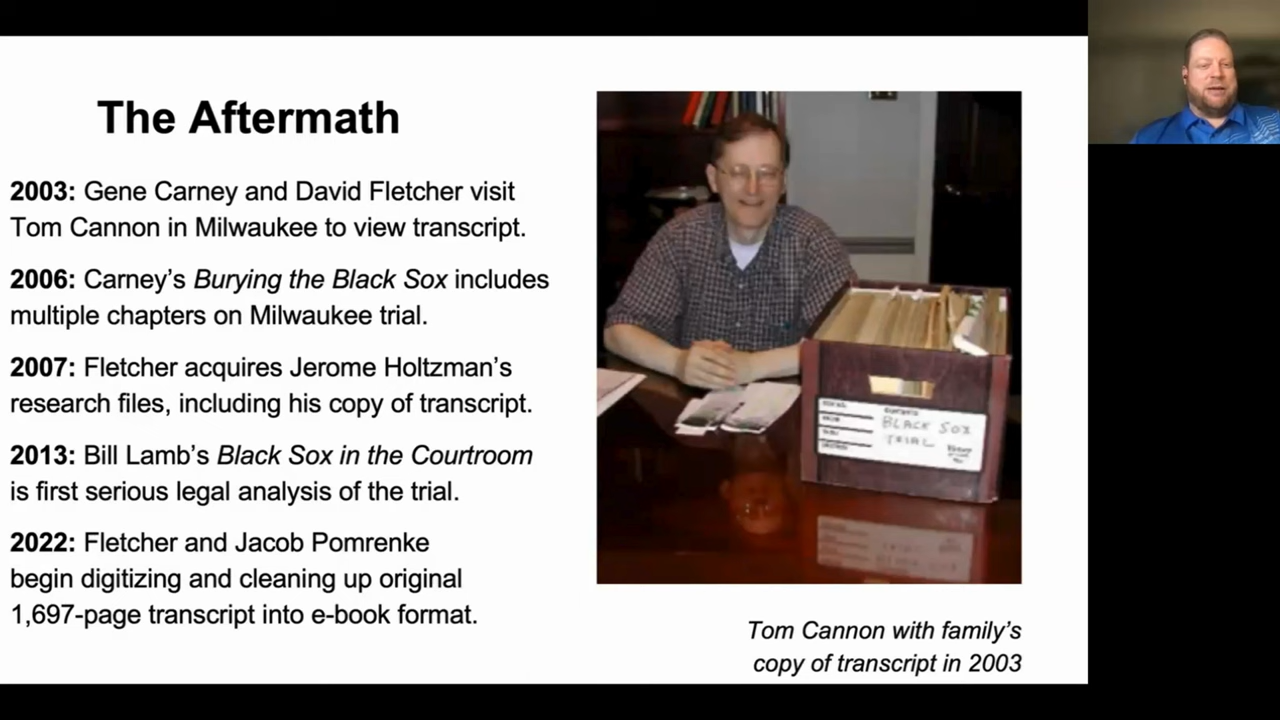 The Aftermath
2003: Gene Carney and David Fletcher visit
Tom Cannon in Milwaukee to view transcript.
2006: Carney’s Burying the Black Sox includes
multiple chapters on Milwaukee trial.
2007: Fletcher acquires Jerome Holtzman’s
research files, including his copy of transcript.
2013: Bill Lamb’s Black Sox in the Courtroom
is first serious legal analysis of the trial.
2022: Fletcher and Jacob Pomrenke
begin digitizing and cleaning up original
1,697-page transcript into e-book format.
BLACK SOX
TRIAL
Tom Cannon with family’s
copy of transcript in 2003